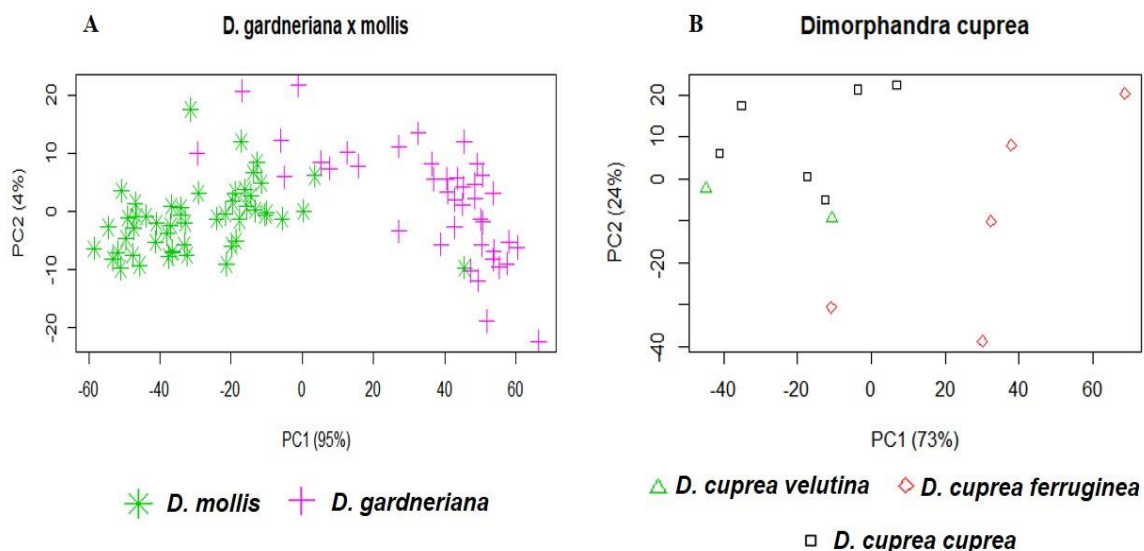 A
D. gardneriana x mollis
PC2 (4%)
20
10
0
-10
-20
-60 -40 -20 0 20 40 60
PC1 (95%)
D. mollis D. gardneriana
B
Dimorphandra cuprea
PC2 (24%)
20
10
0
-20
-40
-40 -20 0 20 40 60
PC1 (73%)
D. cuprea velutina D. cuprea ferruginea
D. cuprea cuprea